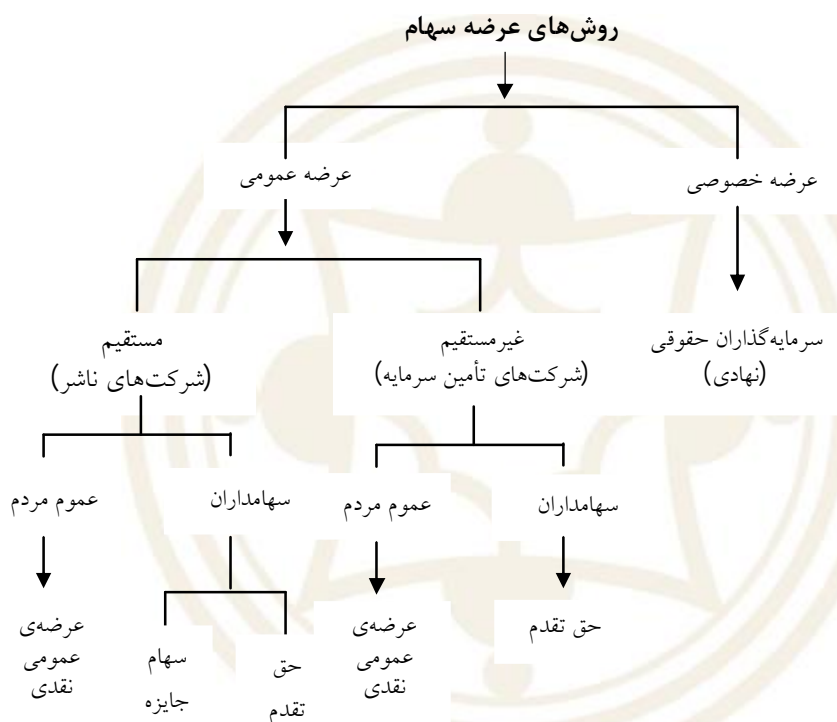 روش‌های عرضه سهام
عرضه خصوصی
عرضه عمومی
سرمایه‌گذاران حقوقی
(نهادی)
غیرمستقیم
(شرکت‌های تأمین سرمایه)
مستقیم
(شرکت‌های ناشر)
سهامداران
عموم مردم
سهامداران
عموم مردم
حق تقدم
عرضه‌ی
عمومی
نقدی
حق
تقدم
سهام
جایزه
عرضه‌ی
عمومی
نقدی